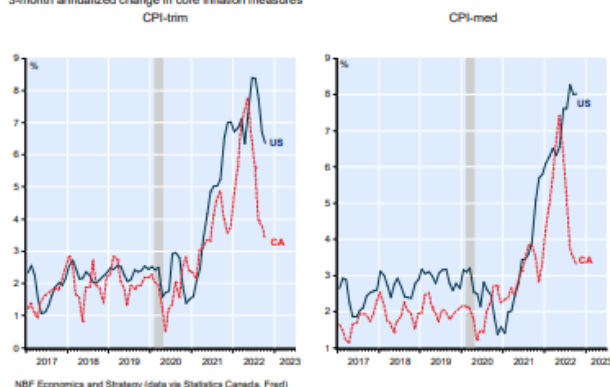 3-month annualized change in core inflation measures
CPI-trim
CPI-med
9
%
8
7
6
5
4
3
2
1
0
US
CA
2017 2018 2019 2020 2021 2022 2023
9
%
8
7
6
5
4
3
2
1
US
CA
2017 2018 2019 2020 2021 2022 2023
NBF Economics and Strategy (data via Statistics Canada, Fred)